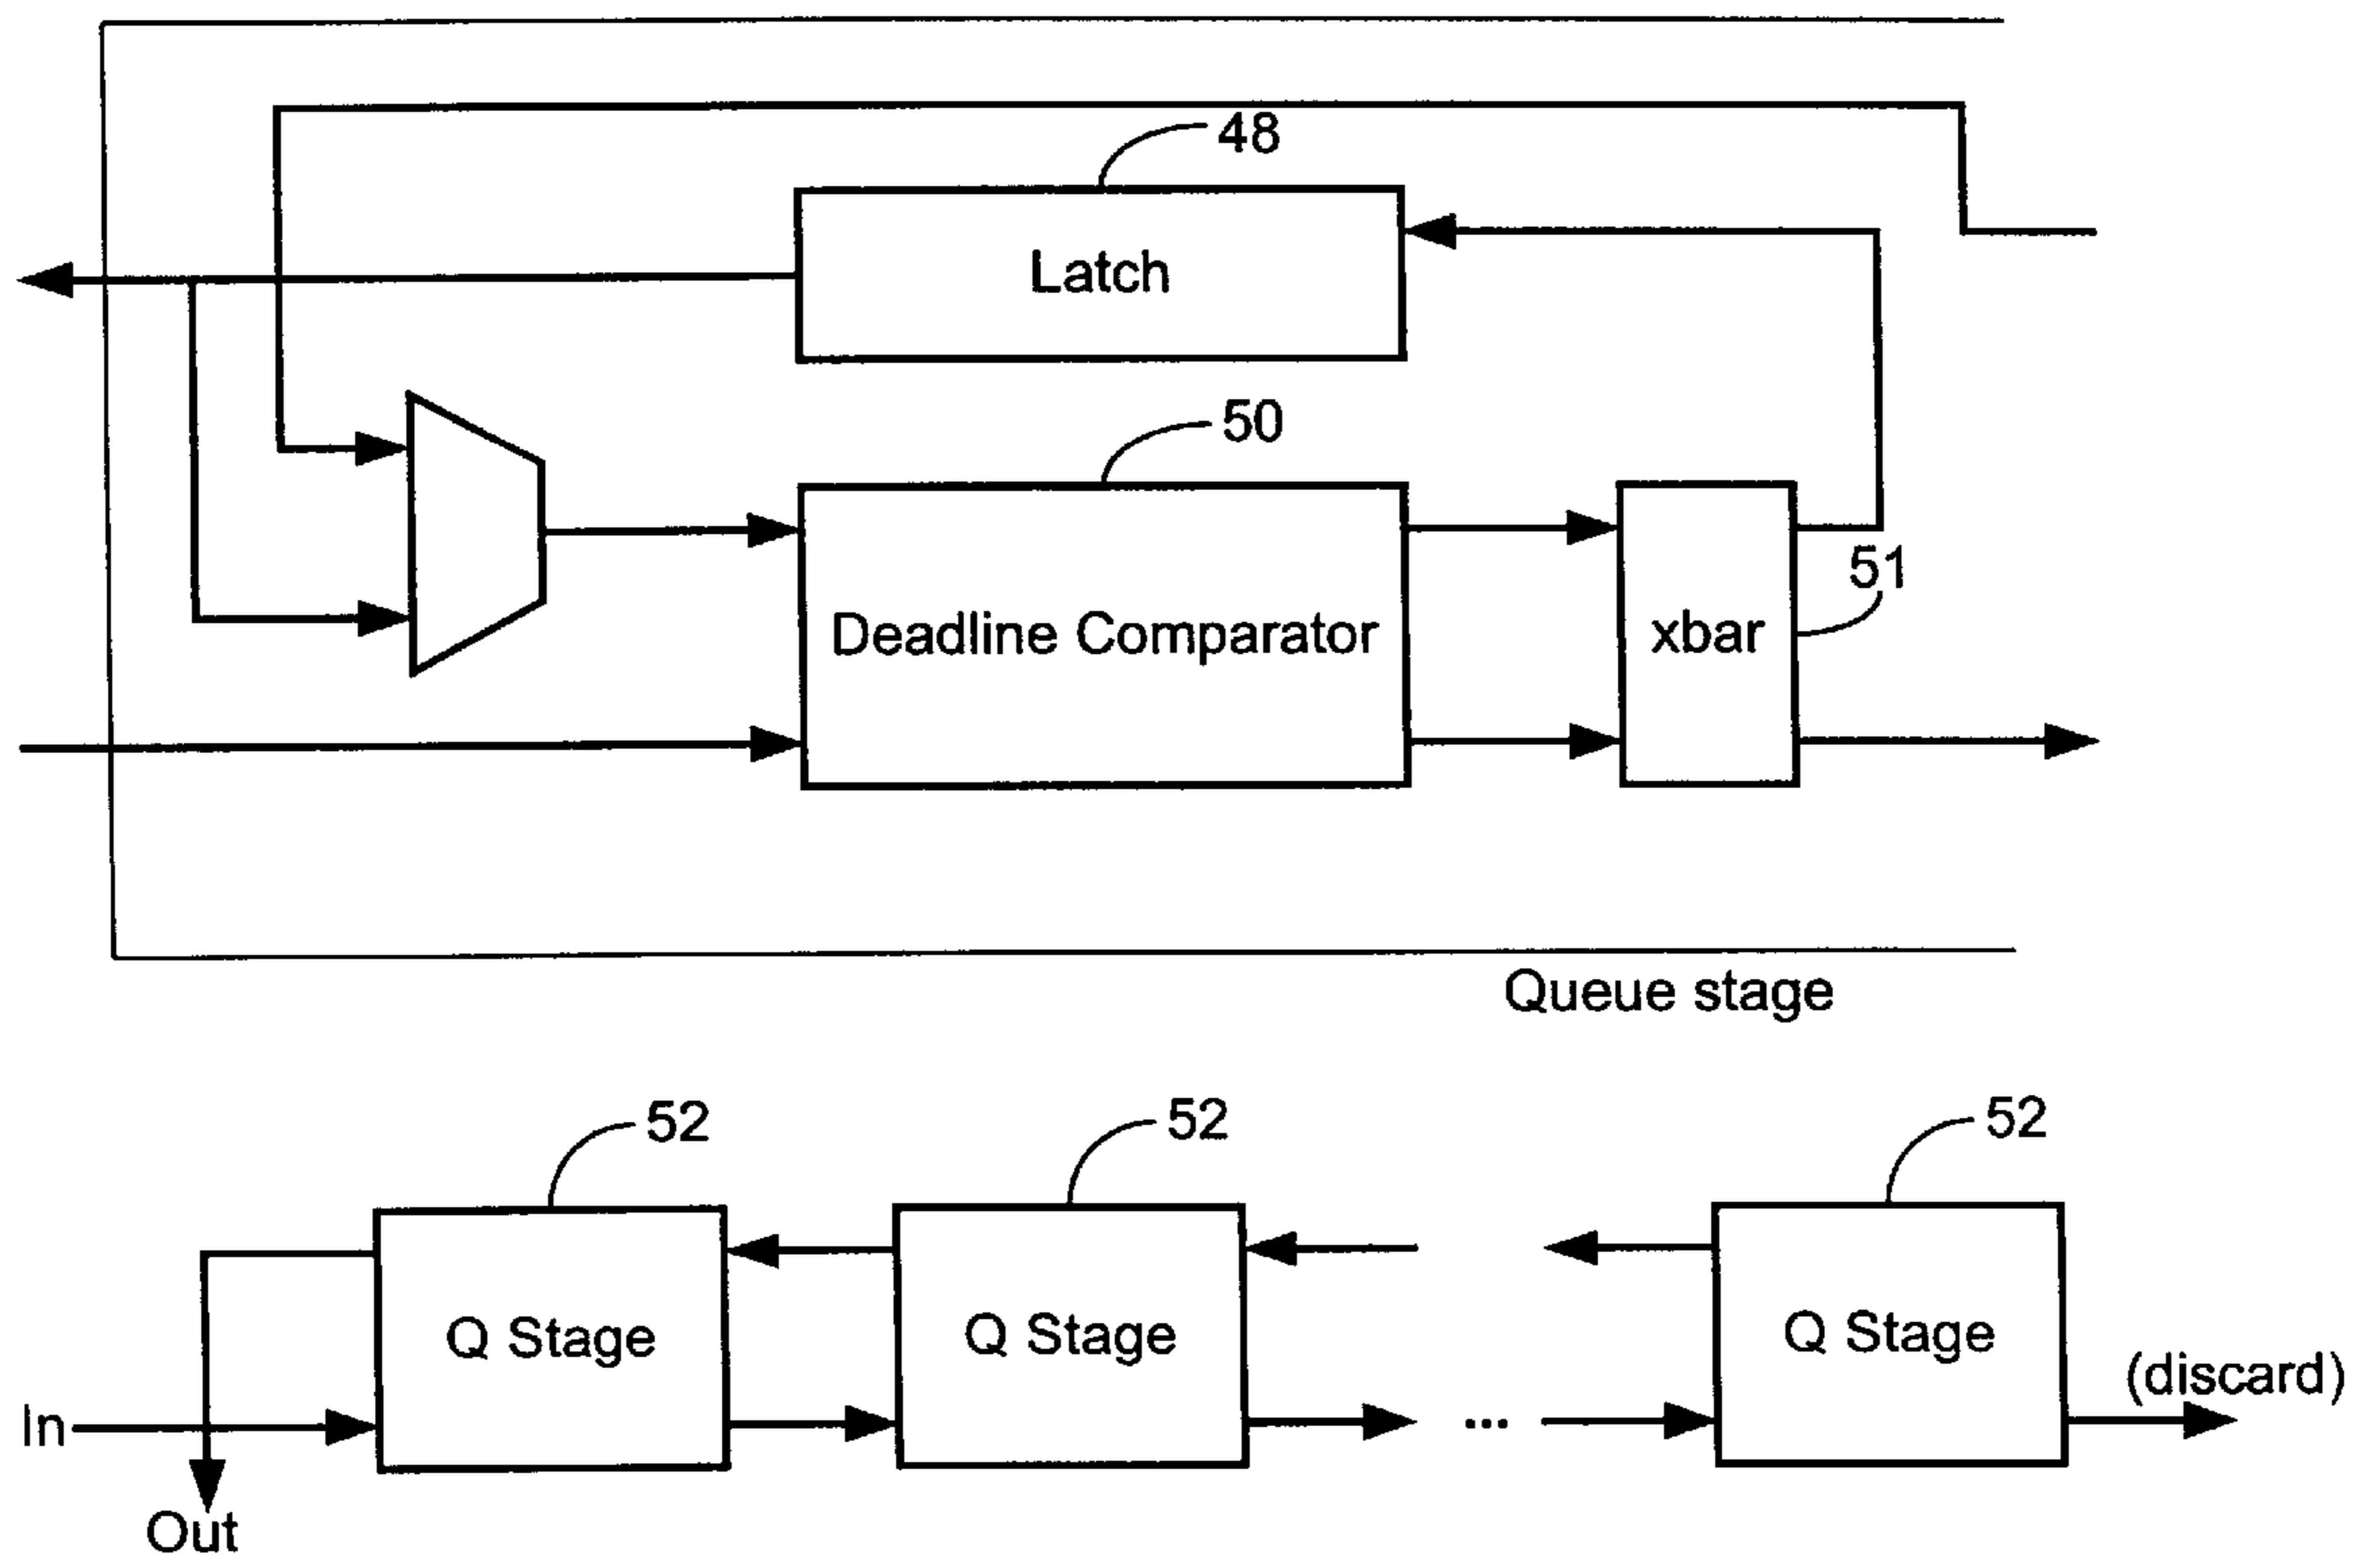 48
Latch
50
51
Deadline Comparator
xbar
Queue stage
52 52 52
Q Stage Q Stage Q Stage
(discard)
In
...
Out